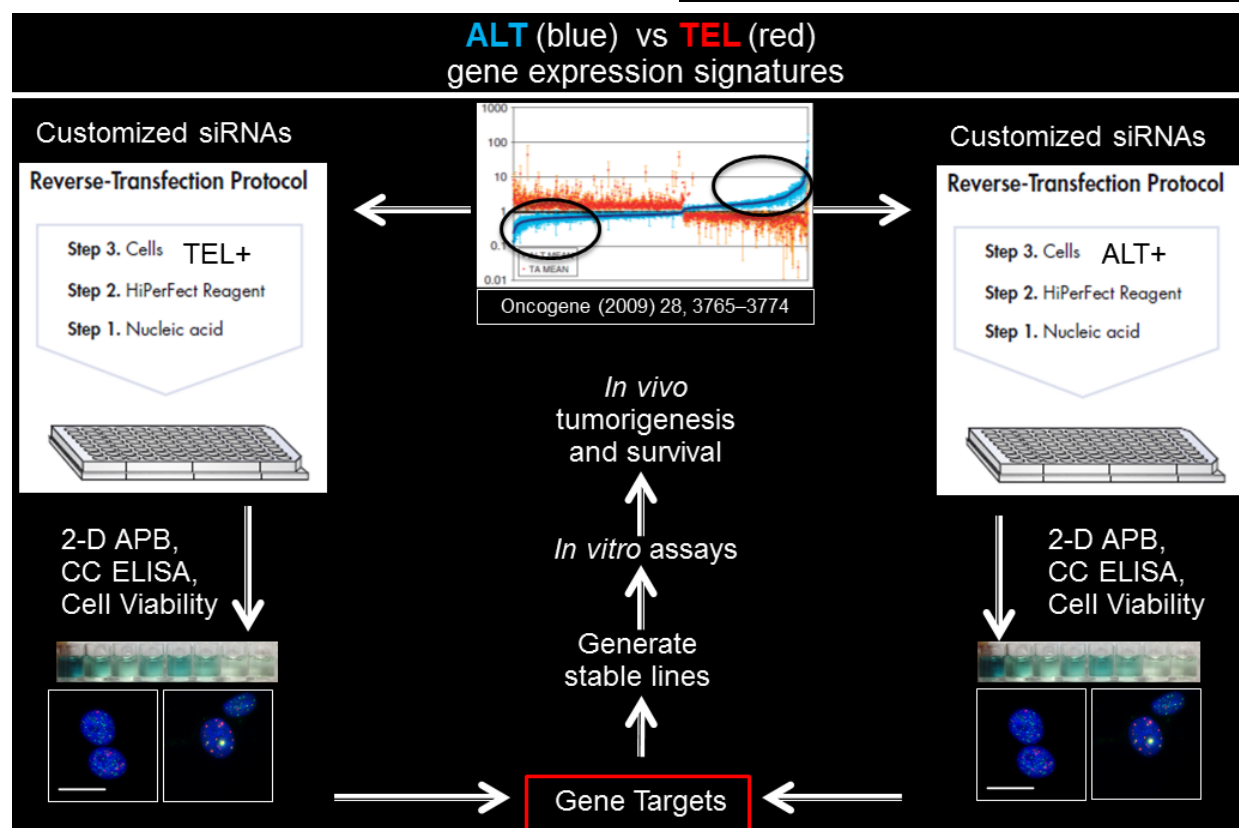 ALT (blue) vs TEL (red)
gene expression signatures
Customized siRNAs
Reverse-Transfection Protocol
Step 3. Cells TEL+
Step 2. HiPerFect Reagent
Step 1. Nucleic acid
2-D APB,
CC ELISA,
Cell Viability
1000
100
10
1
0.1
0.01
ALT MEAN
TA MEAN
Oncogene (2009) 28, 3765–3774
In vivo
tumorigenesis
and survival
In vitro assays
Generate
stable lines
Gene Targets
Customized siRNAs
Reverse-Transfection Protocol
Step 3. Cells ALT+
Step 2. HiPerFect Reagent
Step 1. Nucleic acid
2-D APB,
CC ELISA,
Cell Viability